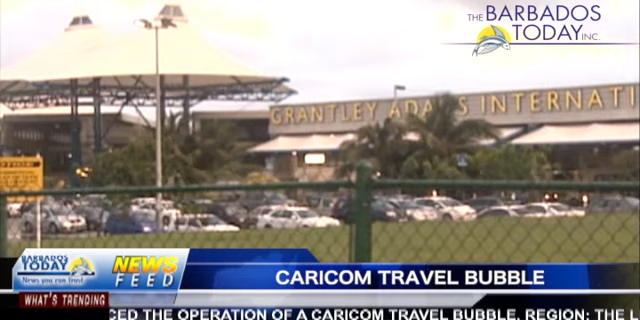 THE BARBADOS
TODAY INC.
GRANTLEY ADAMS INTERNATI
BARBADOS
TODAY
News you can trust
NEWS
FEED
CARICOM TRAVEL BUBBLE
WHAT'S TRENDING
CED THE OPERATION OF A CARICOM TRAVEL BUBBLE. REGION: THE L